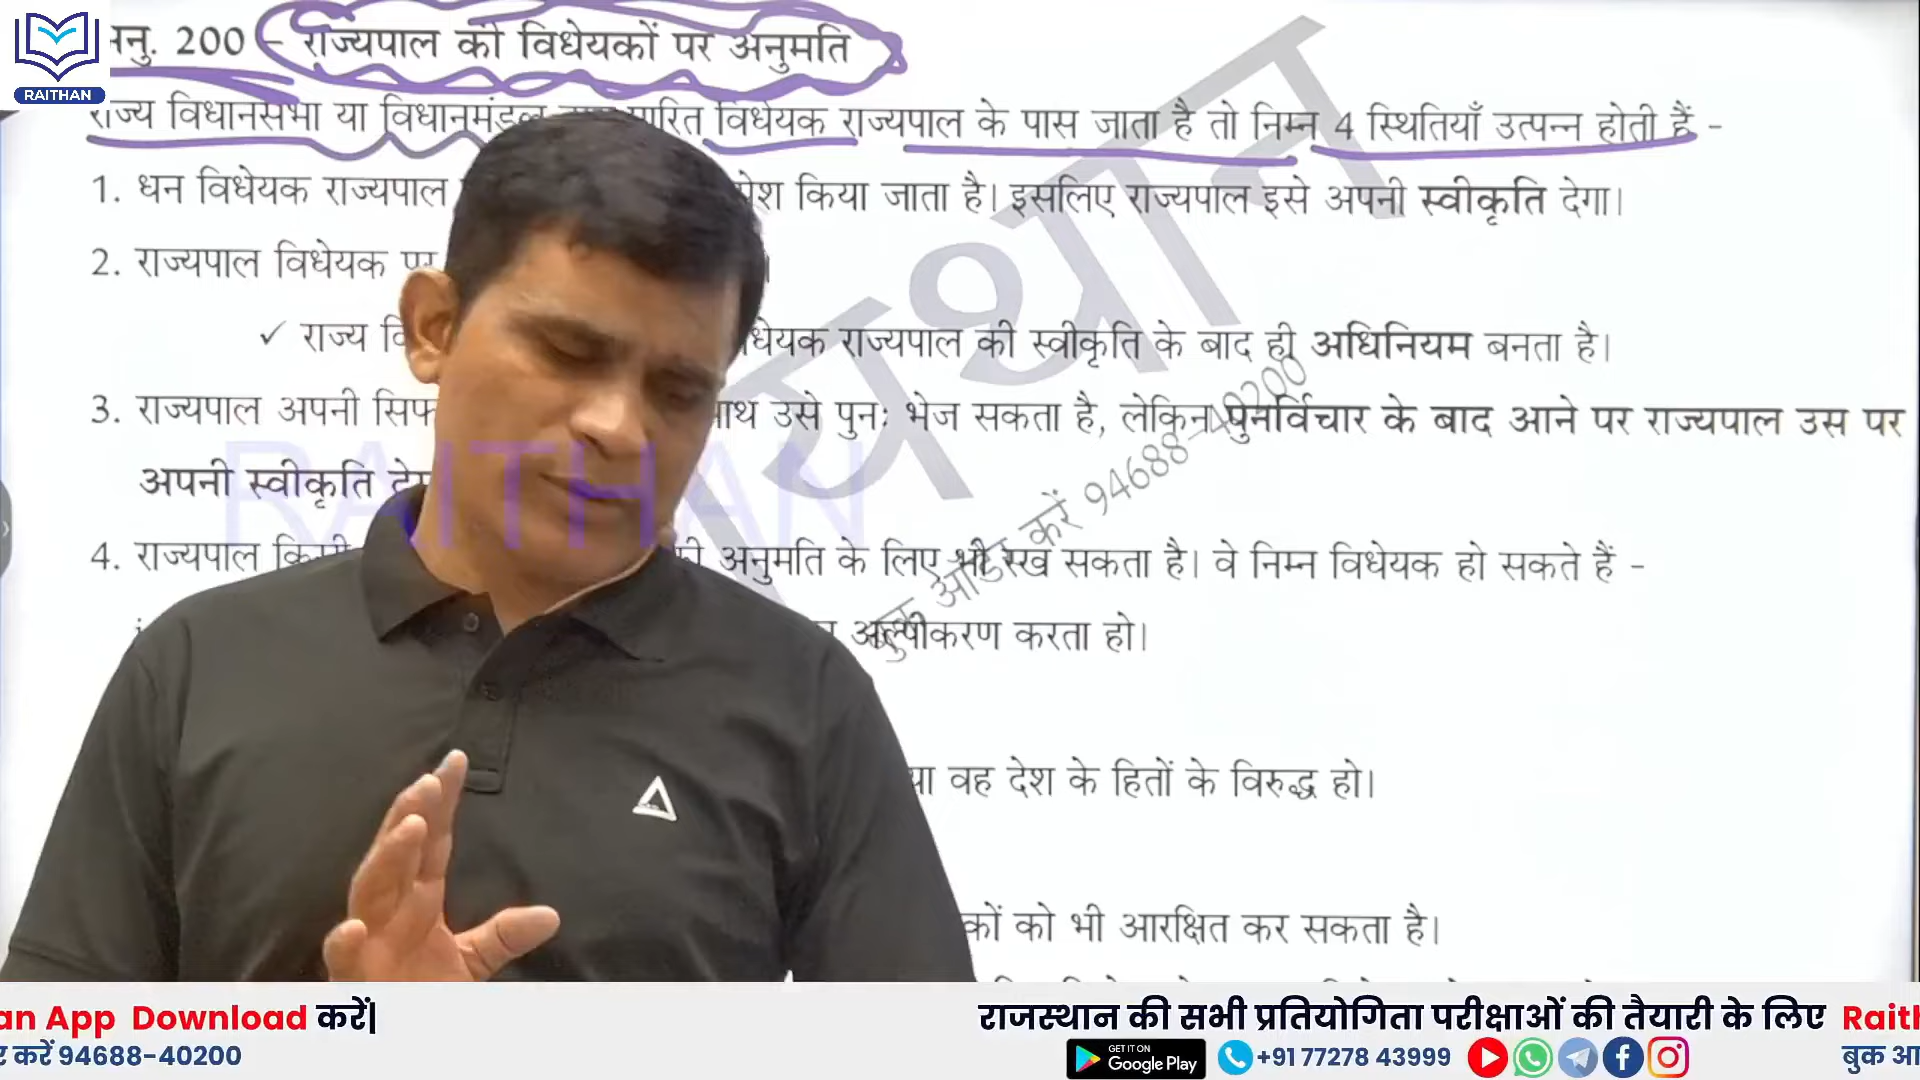 RAITHAN
अनु. 200 - राज्यपाल की विधेयकों पर अनुमति
राज्य विधानसभा या विधानमंडल पारित विधेयक राज्यपाल के पास जाता है तो निम्न 4 स्थितियाँ उत्पन्न होती हैं -
1. धन विधेयक राज्यपाल पेश किया जाता है। इसलिए राज्यपाल इसे अपनी स्वीकृति देगा।
2. राज्यपाल विधेयक पर
✓ राज्य वि धेयक राज्यपाल की स्वीकृति के बाद ही अधिनियम बनता है।
3. राज्यपाल अपनी सिफ साथ उसे पुनः भेज सकता है, लेकिन पुनर्विचार के बाद आने पर राज्यपाल उस पर
अपनी स्वीकृति
4. राज्यपाल की अनुमति के लिए भी रख सकता है। वे निम्न विधेयक हो सकते हैं -
अल्पीकरण करता हो।
या वह देश के हितों के विरुद्ध हो।
कों को भी आरक्षित कर सकता है।
यथान
RAITHAN
बुक ऑर्डर करें 94688-40200
an App Download करें|
राजस्थान की सभी प्रतियोगिता परीक्षाओं की तैयारी के लिए Raith
र करें 94688-40200
GET IT ON Google Play
+91 77278 43999
बुक आ